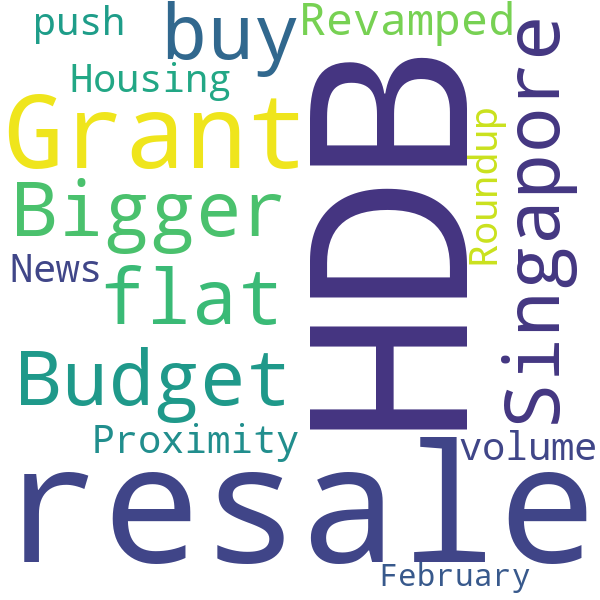 push
buy
Revamped
Housing
Grant
HDB
Singapore
Roundup
Bigger
News
flat
Budget
Proximity
volume
resale
February